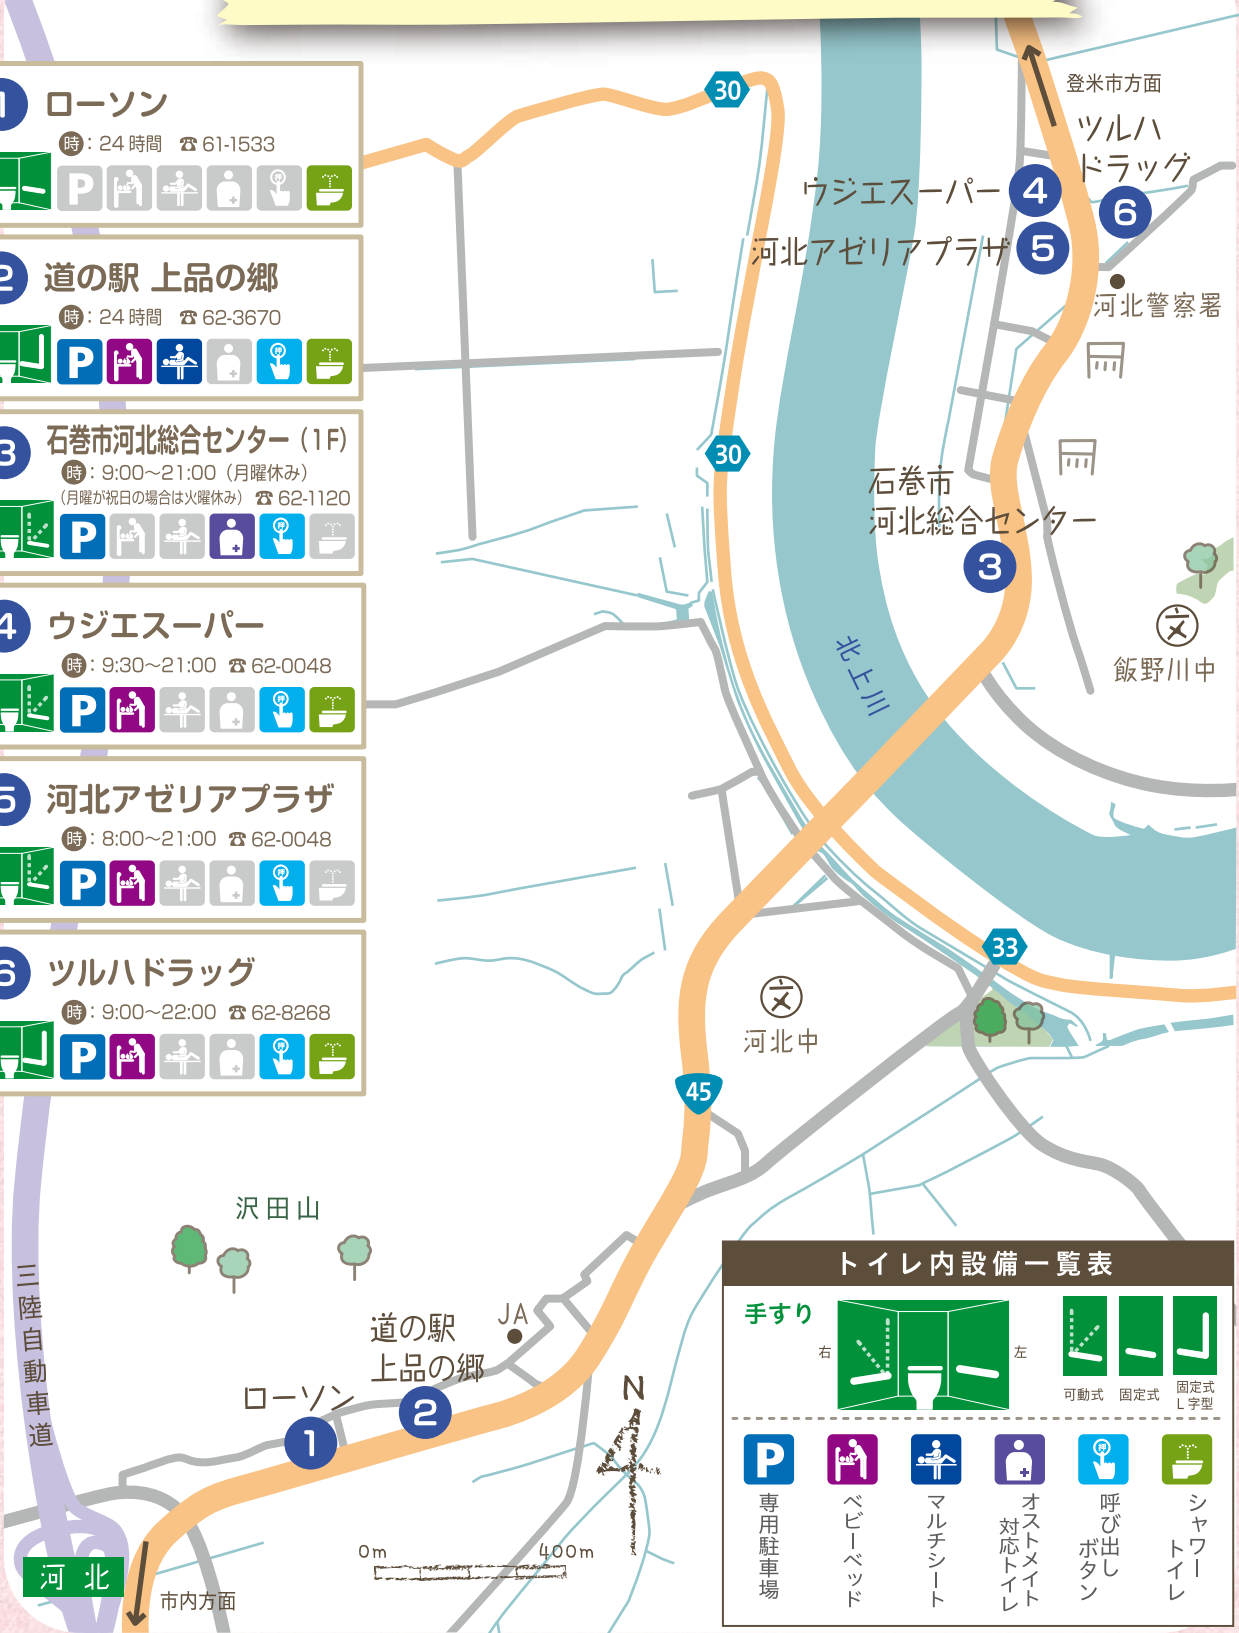 1 ローソン
時：24時間 ☎61-1533
P
2 道の駅 上品の郷
時：24時間 ☎62-3670
P 押
3 石巻市河北総合センター（1F）
時：9:00〜21:00（月曜休み）
（月曜が祝日の場合は火曜休み）☎62-1120
P 押
4 ウジエスーパー
時：9:30〜21:00 ☎62-0048
P 押
5 河北アゼリアプラザ
時：8:00〜21:00 ☎62-0048
P 押
6 ツルハドラッグ
時：9:00〜22:00 ☎62-8268
P 押
30
登米市方面
ツルハ
ドラッグ
6
ウジエスーパー 4
河北アゼリアプラザ 5
河北警察署
30
石巻市
河北総合センター
3
文
飯野川中
北上川
33
文
河北中
45
沢田山
三陸自動車道
JA
道の駅
上品の郷
2
ローソン
1
N
0m 400m
河北
市内方面
トイレ内設備一覧表
手すり
右 左
可動式 固定式 固定式
L字型
P 押
専用駐車場
ベビーベッド
マルチシート
オストメイト
対応トイレ
呼び出し
ボタン
シャワー
トイレ